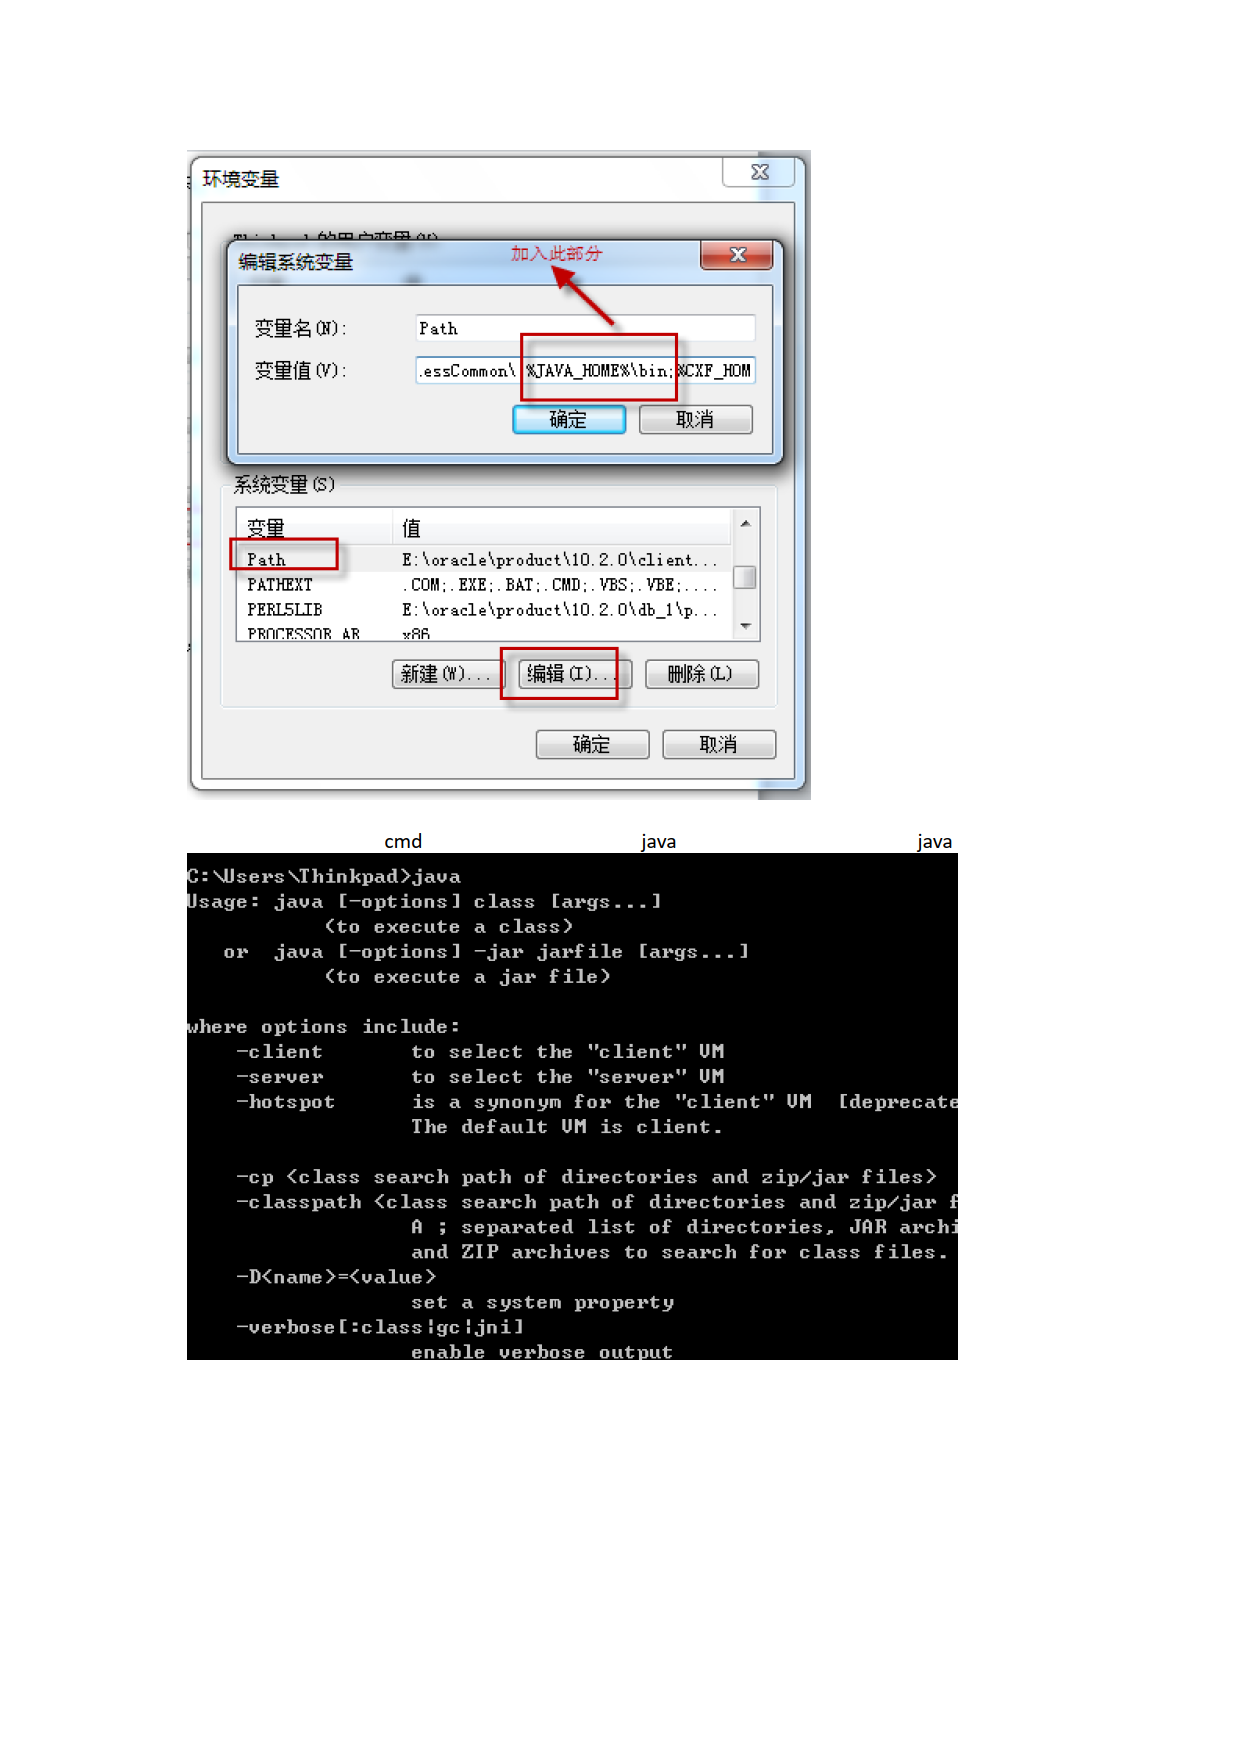 环境变量
的用户变量(U)
编辑系统变量
加入此部分
变量名(N): Path
变量值(V): .essCommon\ %JAVA_HOME%\bin;%CXF_HOM
确定 取消
系统变量(S)
变量 值
Path E:\oracle\product\10.2.0\client...
PATHEXT .COM;.EXE;.BAT;.CMD;.VBS;.VBE;....
PERL5LIB E:\oracle\product\10.2.0\db_1\p...
PROCESSOR_AR x86
新建(W)... 编辑(I)... 删除(L)
确定 取消
cmd java java
C:\Users\Thinkpad>java
Usage: java [-options] class [args...]
(to execute a class)
or java [-options] -jar jarfile [args...]
(to execute a jar file)
where options include:
-client to select the "client" VM
-server to select the "server" VM
-hotspot is a synonym for the "client" VM [deprecate
The default VM is client.
-cp <class search path of directories and zip/jar files>
-classpath <class search path of directories and zip/jar f
A ; separated list of directories, JAR archi
and ZIP archives to search for class files.
-D<name>=<value>
set a system property
-verbose[:class|gc|jni]
enable verbose output